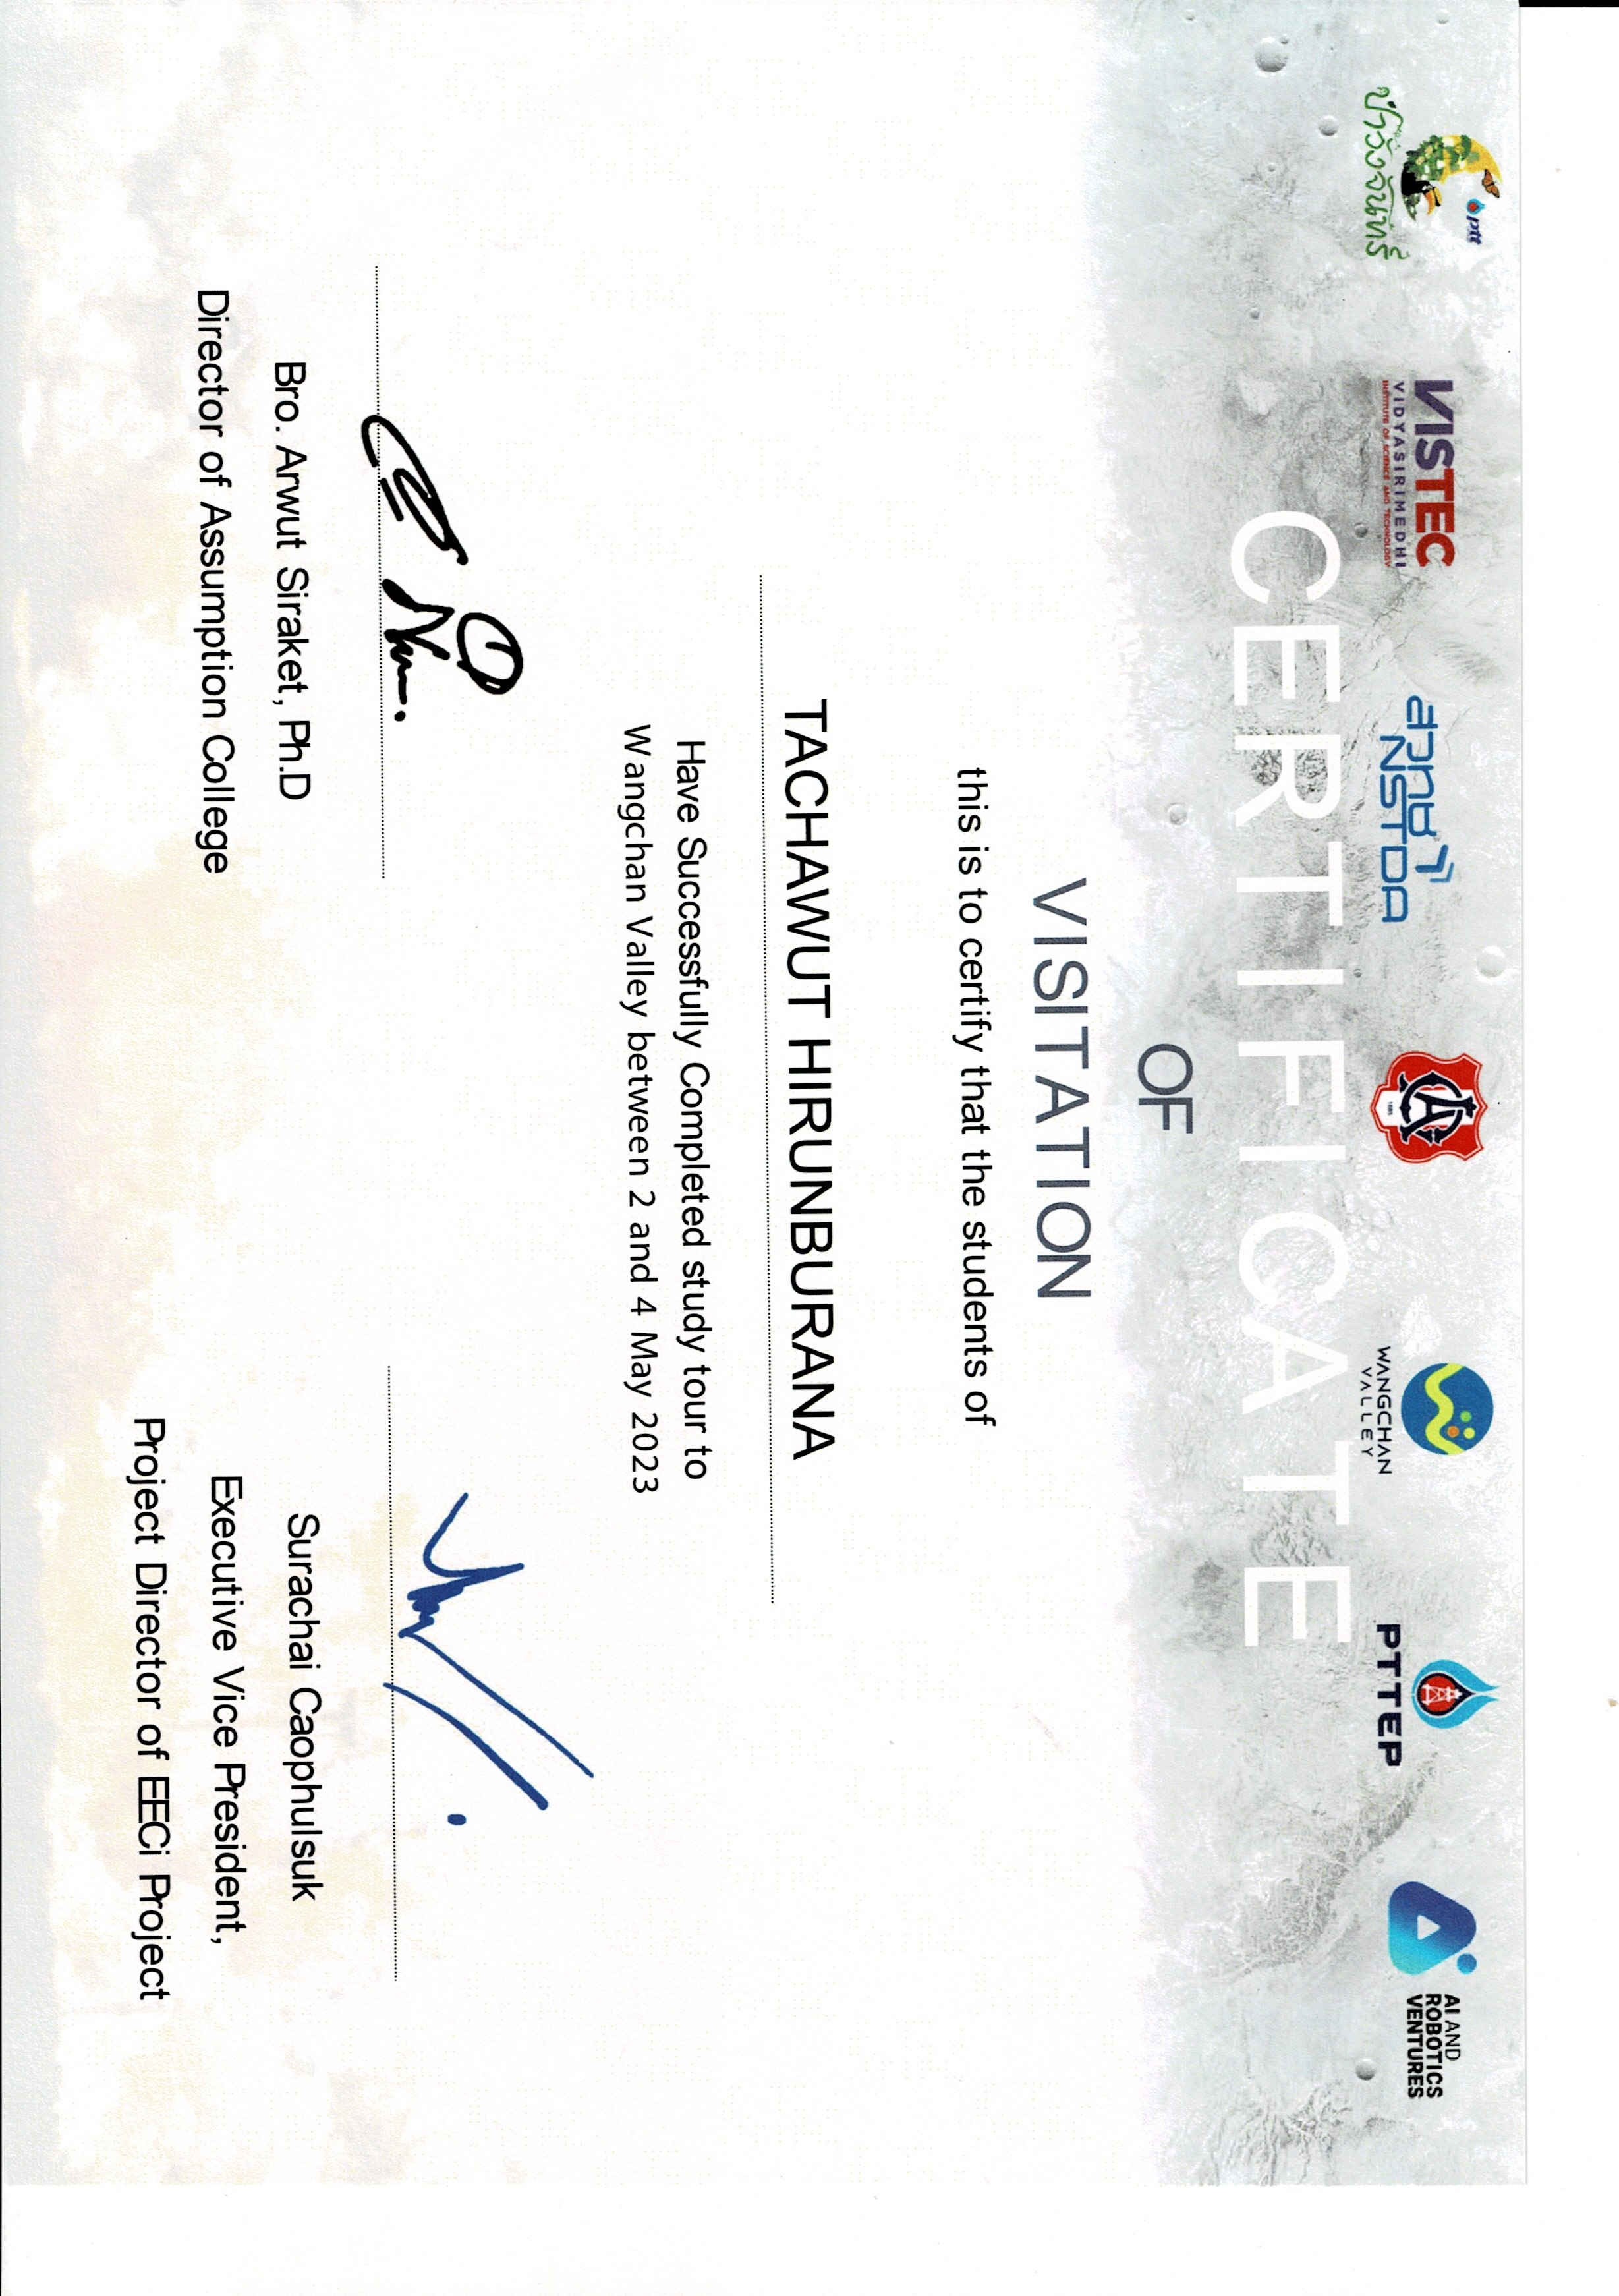 ptt
ป่าวังจันทร์
VISTEC
VIDYASIRIMEDHI
INSTITUTE OF SCIENCE AND TECHNOLOGY
สวทช
NSTDA
AC
1885
WANGCHAN
VALLEY
PTTEP
AI AND
ROBOTICS
VENTURES
CERTIFICATE
OF
VISITATION
this is to certify that the students of
TACHAWUT HIRUNBURANA
Have Successfully Completed study tour to
Wangchan Valley between 2 and 4 May 2023
Bro. Arwut Siraket, Ph.D
Director of Assumption College
Surachai Caophulsuk
Executive Vice President,
Project Director of EECi Project